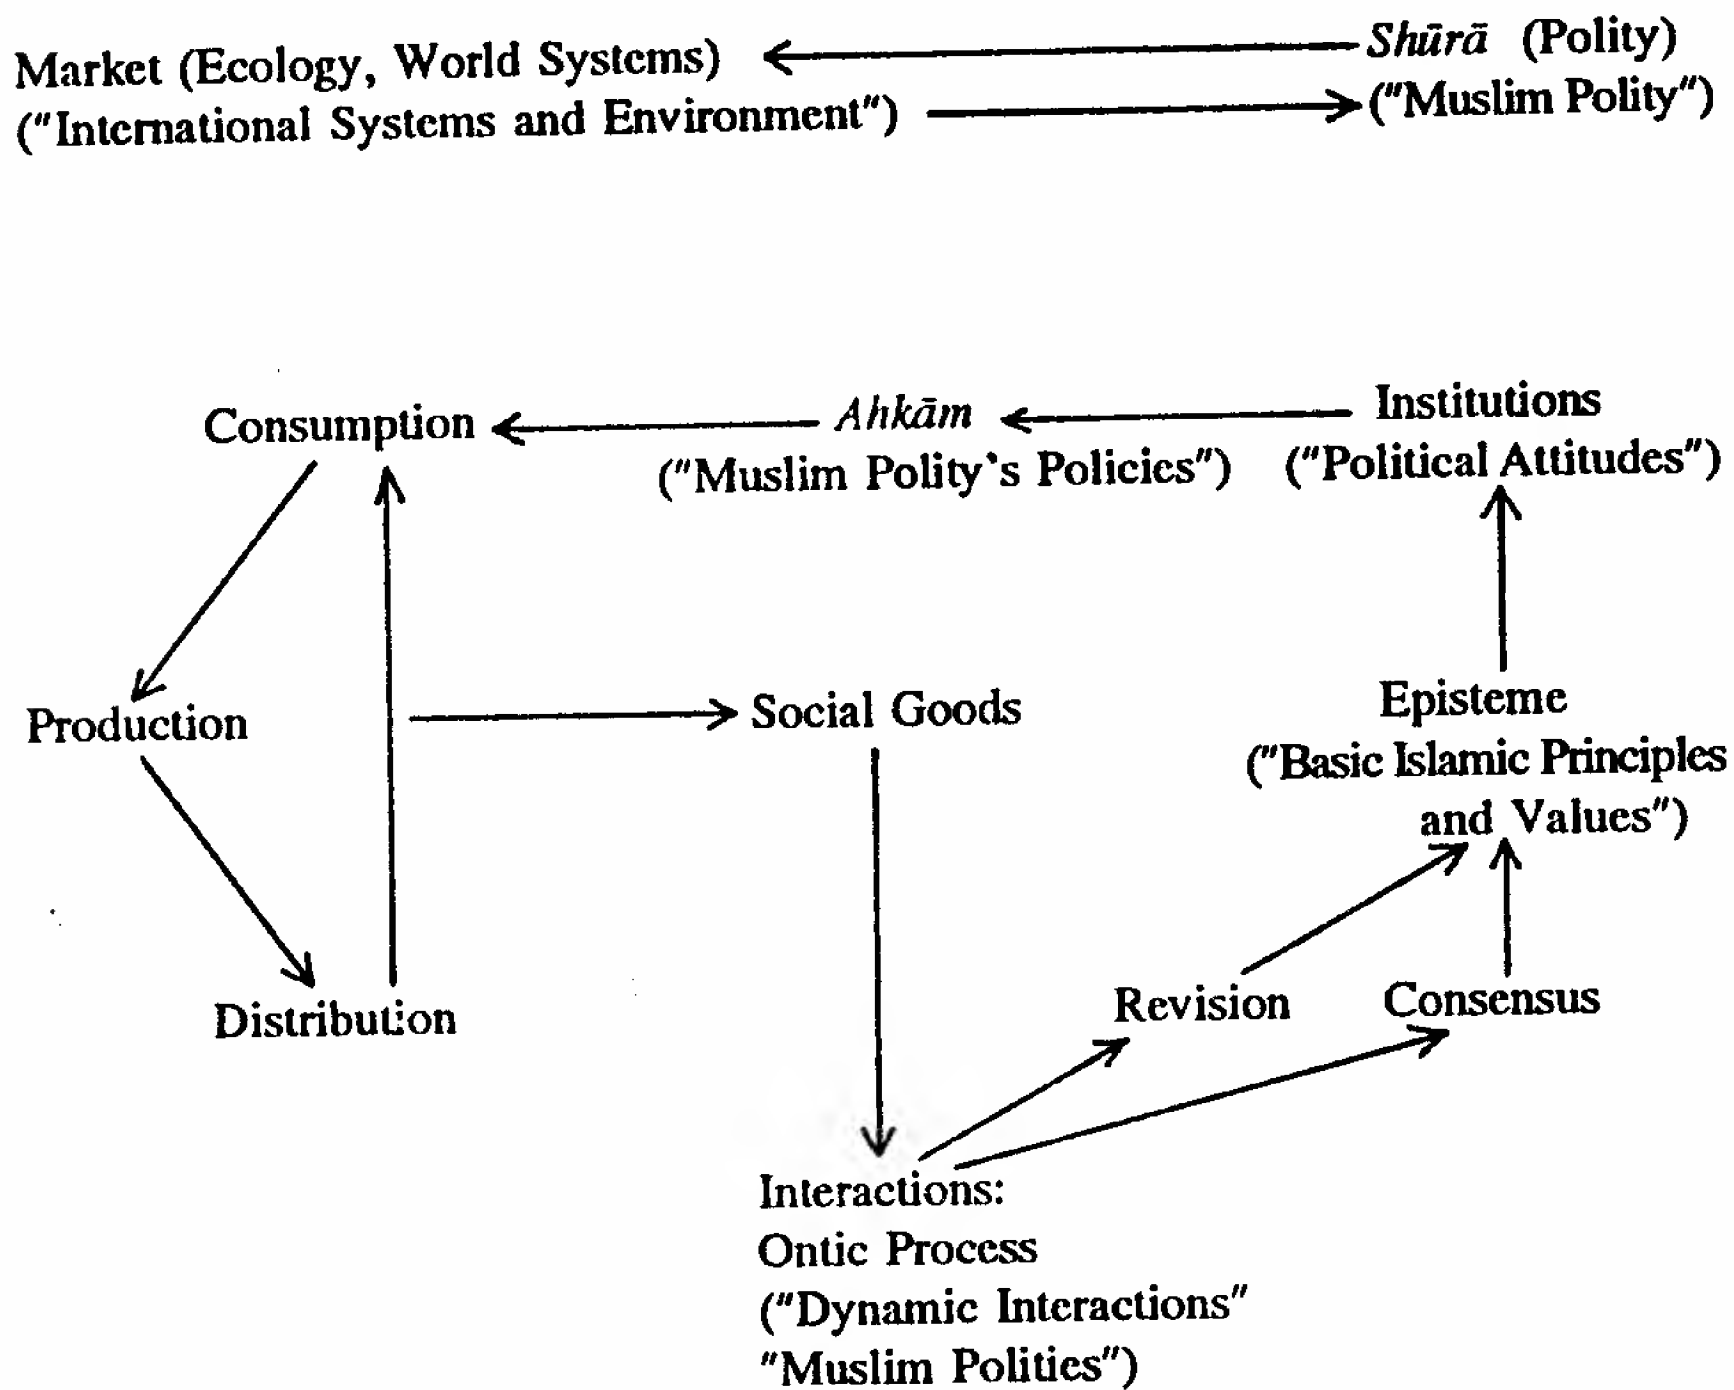 Market (Ecology, World Systems)
Shūrā (Polity)
("International Systems and Environment")
("Muslim Polity")
Consumption
Ahkām
Institutions
("Muslim Polity's Policies")
("Political Attitudes")
Production
Social Goods
Episteme
("Basic Islamic Principles
and Values")
Distribution
Revision
Consensus
Interactions:
Ontic Process
("Dynamic Interactions"
"Muslim Polities")